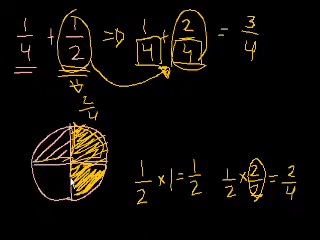 1/4 + 1/2 ⇒ 1/4 + 2/4 = 3/4
2/4
1/2 × 1 = 1/2   1/2 × 2/2 = 2/4